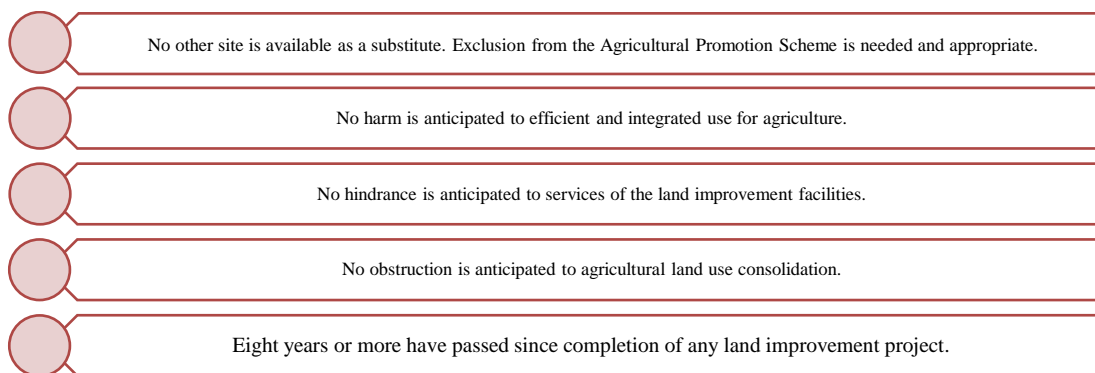 No other site is available as a substitute. Exclusion from the Agricultural Promotion Scheme is needed and appropriate.
No harm is anticipated to efficient and integrated use for agriculture.
No hindrance is anticipated to services of the land improvement facilities.
No obstruction is anticipated to agricultural land use consolidation.
Eight years or more have passed since completion of any land improvement project.